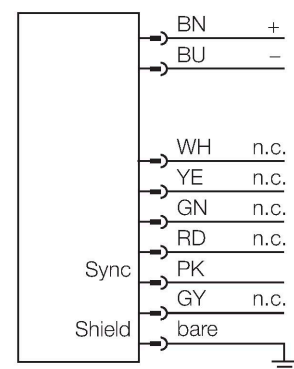 BN +
BU –
WH n.c.
YE n.c.
GN n.c.
RD n.c.
Sync PK
GY n.c.
Shield bare